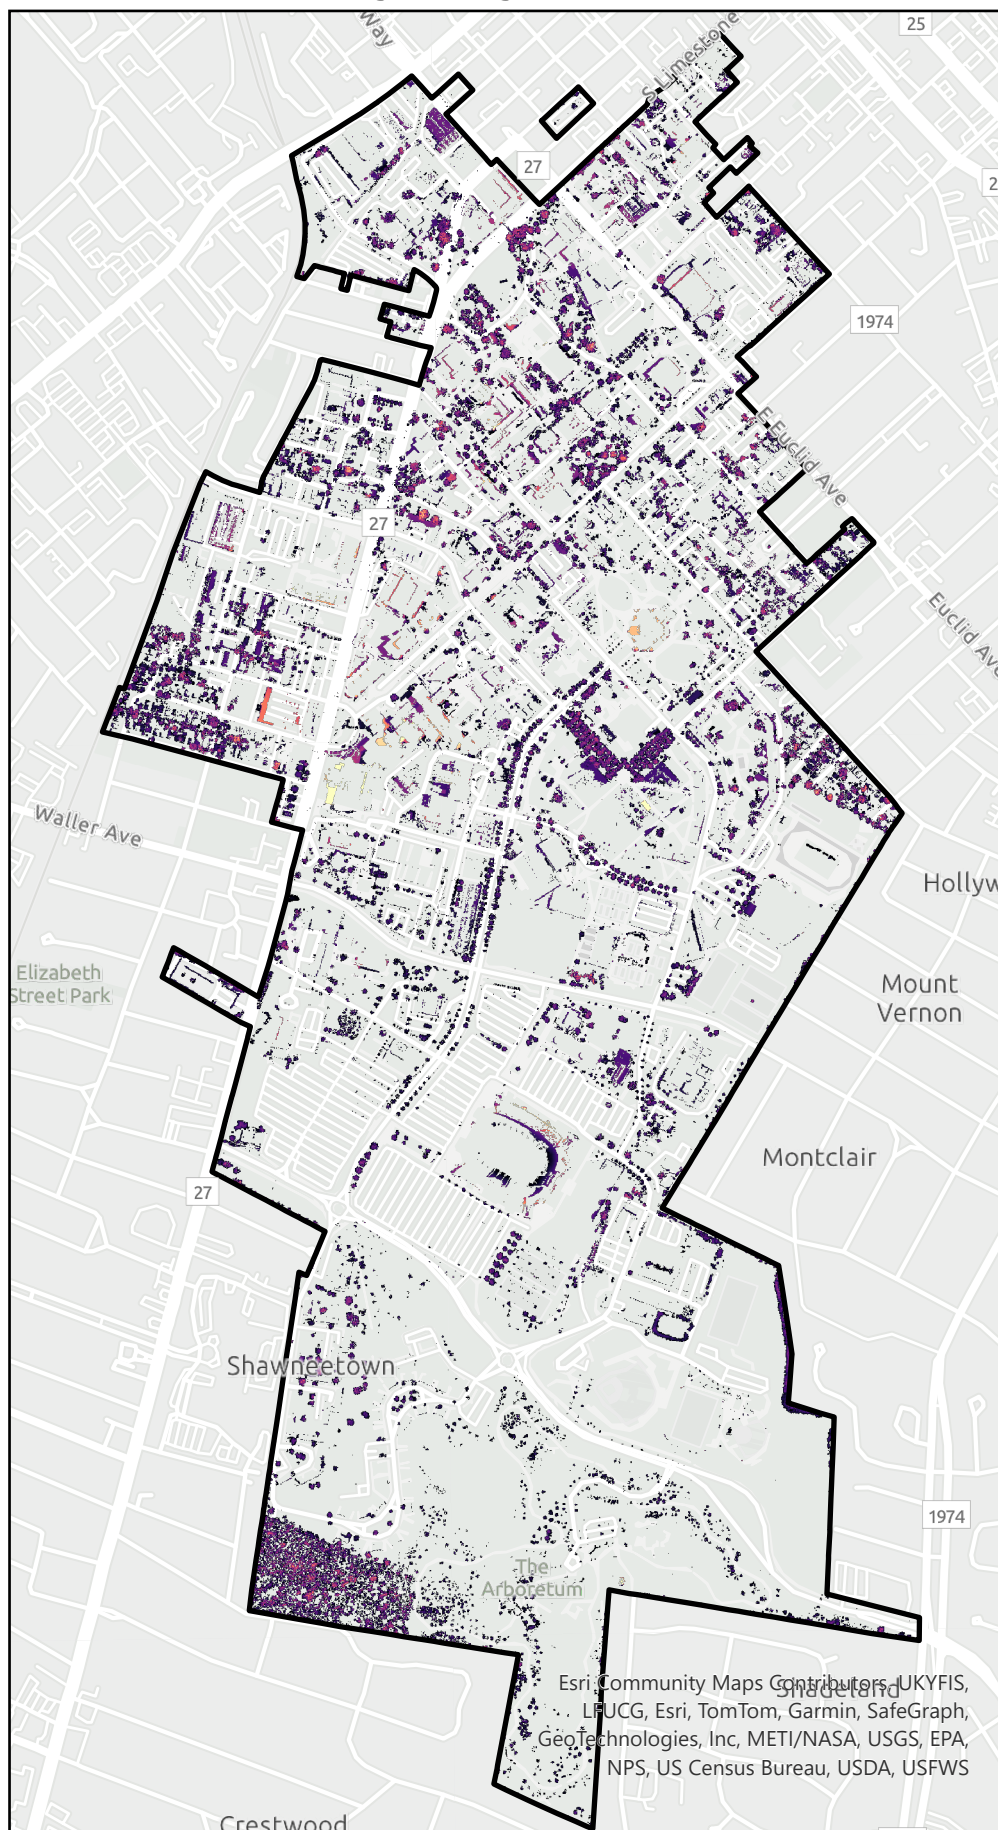 Way
S Limestone
25
27
2
1974
E Euclid Ave
27
Euclid Ave
Waller Ave
Hollyw
Elizabeth
Street Park
Mount
Vernon
Montclair
27
Shawneetown
1974
The
Arboretum
Shadeland
Esri Community Maps Contributors, UKYFIS,
LFUCG, Esri, TomTom, Garmin, SafeGraph,
GeoTechnologies, Inc, METI/NASA, USGS, EPA,
NPS, US Census Bureau, USDA, USFWS
Crestwood